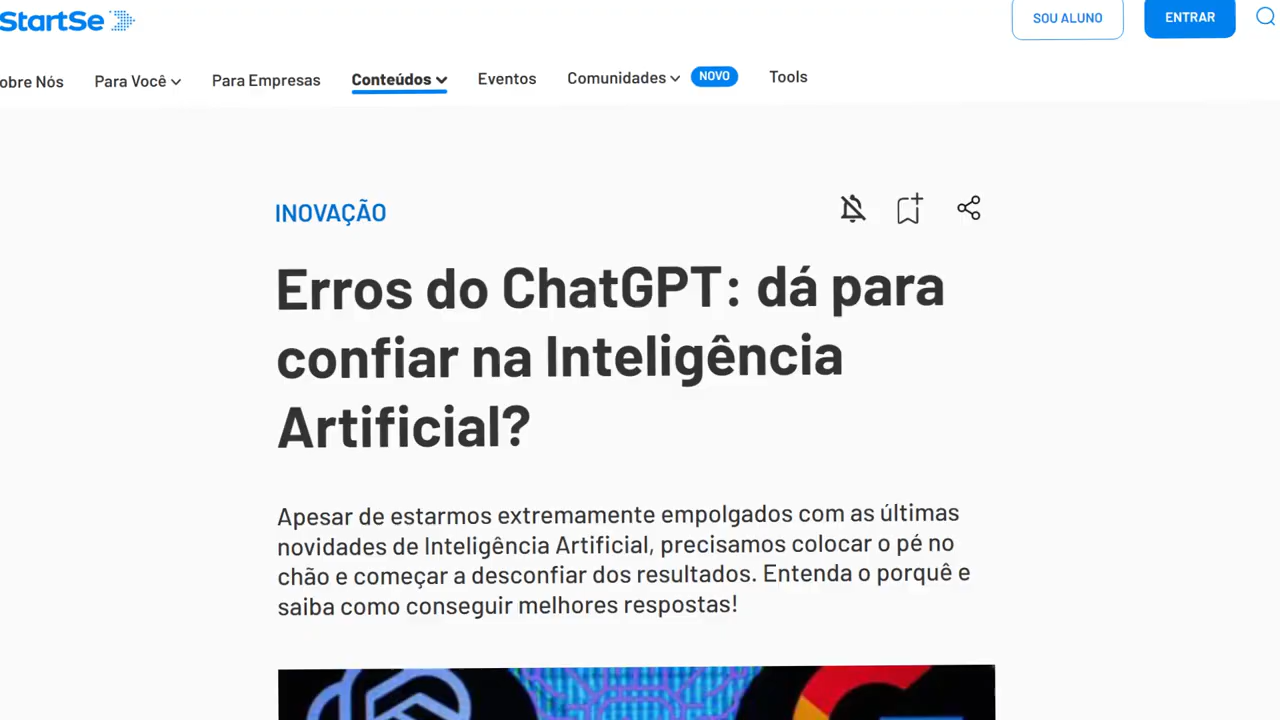 StartSe
SOU ALUNO
ENTRAR
obre Nós
Para Você
Para Empresas
Conteúdos
Eventos
Comunidades
NOVO
Tools
INOVAÇÃO
Erros do ChatGPT: dá para
confiar na Inteligência
Artificial?
Apesar de estarmos extremamente empolgados com as últimas
novidades de Inteligência Artificial, precisamos colocar o pé no
chão e começar a desconfiar dos resultados. Entenda o porquê e
saiba como conseguir melhores respostas!